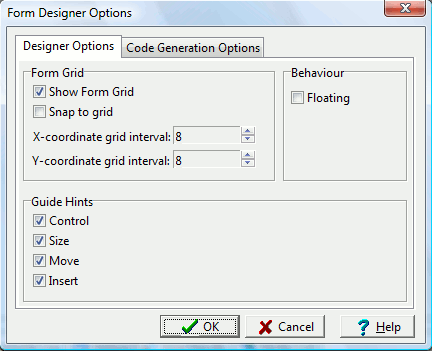 Form Designer Options
Designer Options Code Generation Options
Form Grid
Show Form Grid
Snap to grid
X-coordinate grid interval: 8
Y-coordinate grid interval: 8
Behaviour
Floating
Guide Hints
Control
Size
Move
Insert
OK Cancel Help